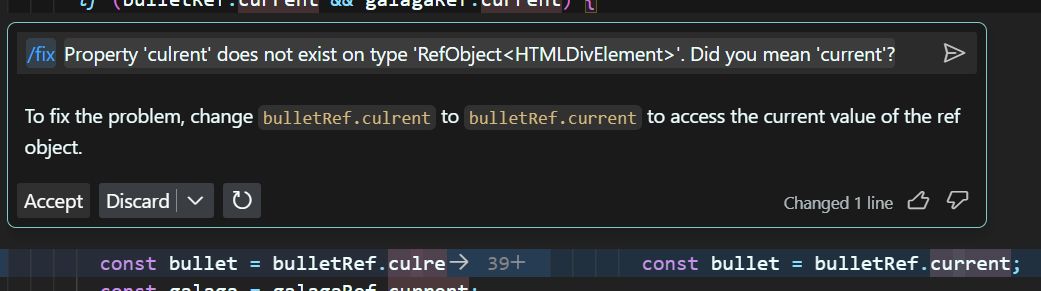 if (bulletRef.current && galagaRef.current) {
/fix Property 'culrent' does not exist on type 'RefObject<HTMLDivElement>'. Did you mean 'current'?
To fix the problem, change bulletRef.culrent to bulletRef.current to access the current value of the ref
object.
Accept Discard Changed 1 line
const bullet = bulletRef.culre→ 39+ const bullet = bulletRef.current;
const galaga = galagaRef.current;